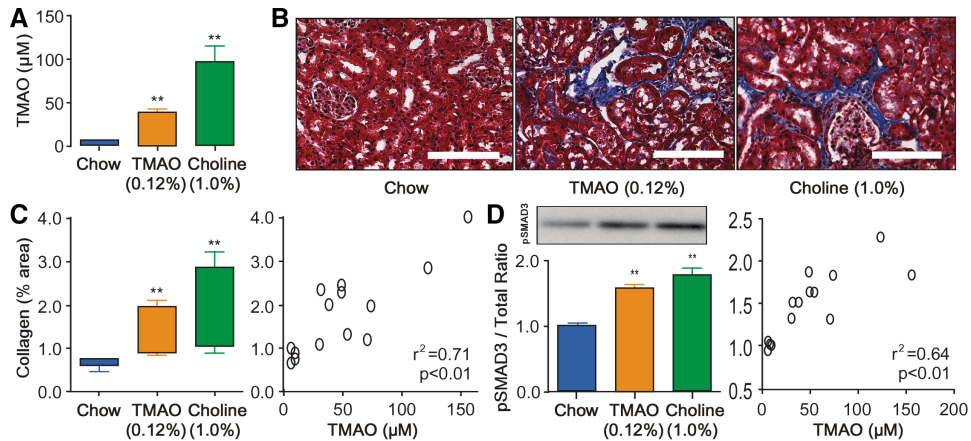 A
TMAO (µM)
150
100
50
0
**
**
Chow
TMAO
(0.12%)
Choline
(1.0%)
B
Chow
TMAO (0.12%)
Choline (1.0%)
C
Collagen (% area)
4.0
3.0
2.0
1.0
0.0
**
**
Chow
TMAO
(0.12%)
Choline
(1.0%)
4.0
3.0
2.0
1.0
0.0
r²=0.71
p<0.01
0
50
100
150
TMAO (µM)
D
pSMAD3
pSMAD3 / Total Ratio
2.0
1.0
0.0
**
**
Chow
TMAO
(0.12%)
Choline
(1.0%)
2.5
2.0
1.5
1.0
0.5
r²=0.64
p<0.01
0
50
100
150
200
TMAO (µM)